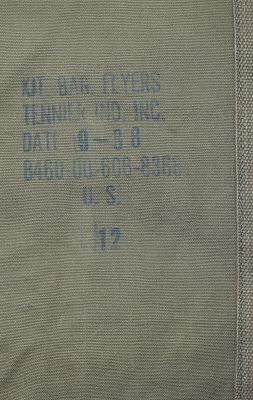 KIT BAG, FLYERS
TENNIER IND. INC.
DATE 9-88
8460-00-606-8366
U. S.
12